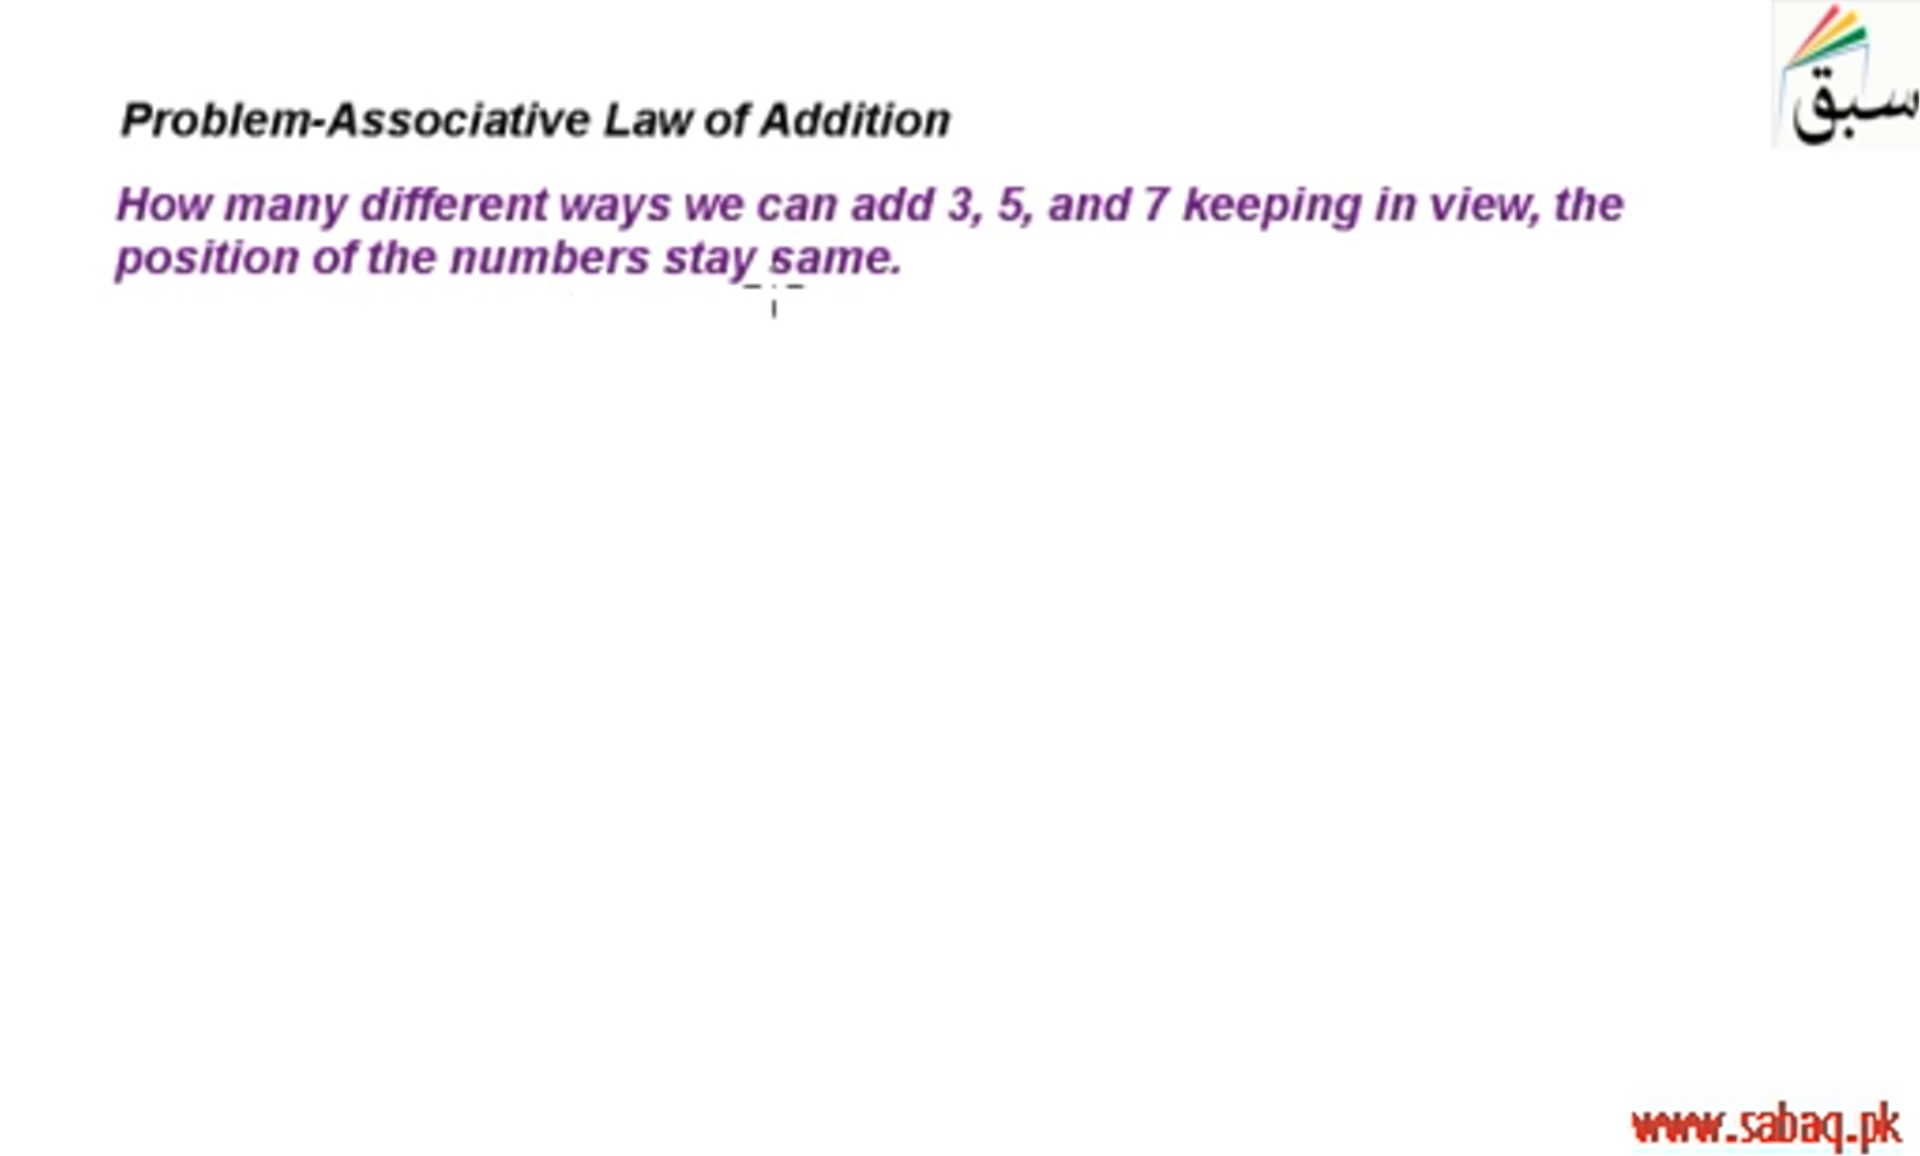 سبق
Problem-Associative Law of Addition
How many different ways we can add 3, 5, and 7 keeping in view, the
position of the numbers stay same.
www.sabaq.pk